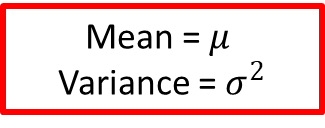 Mean = μ
Variance = σ²